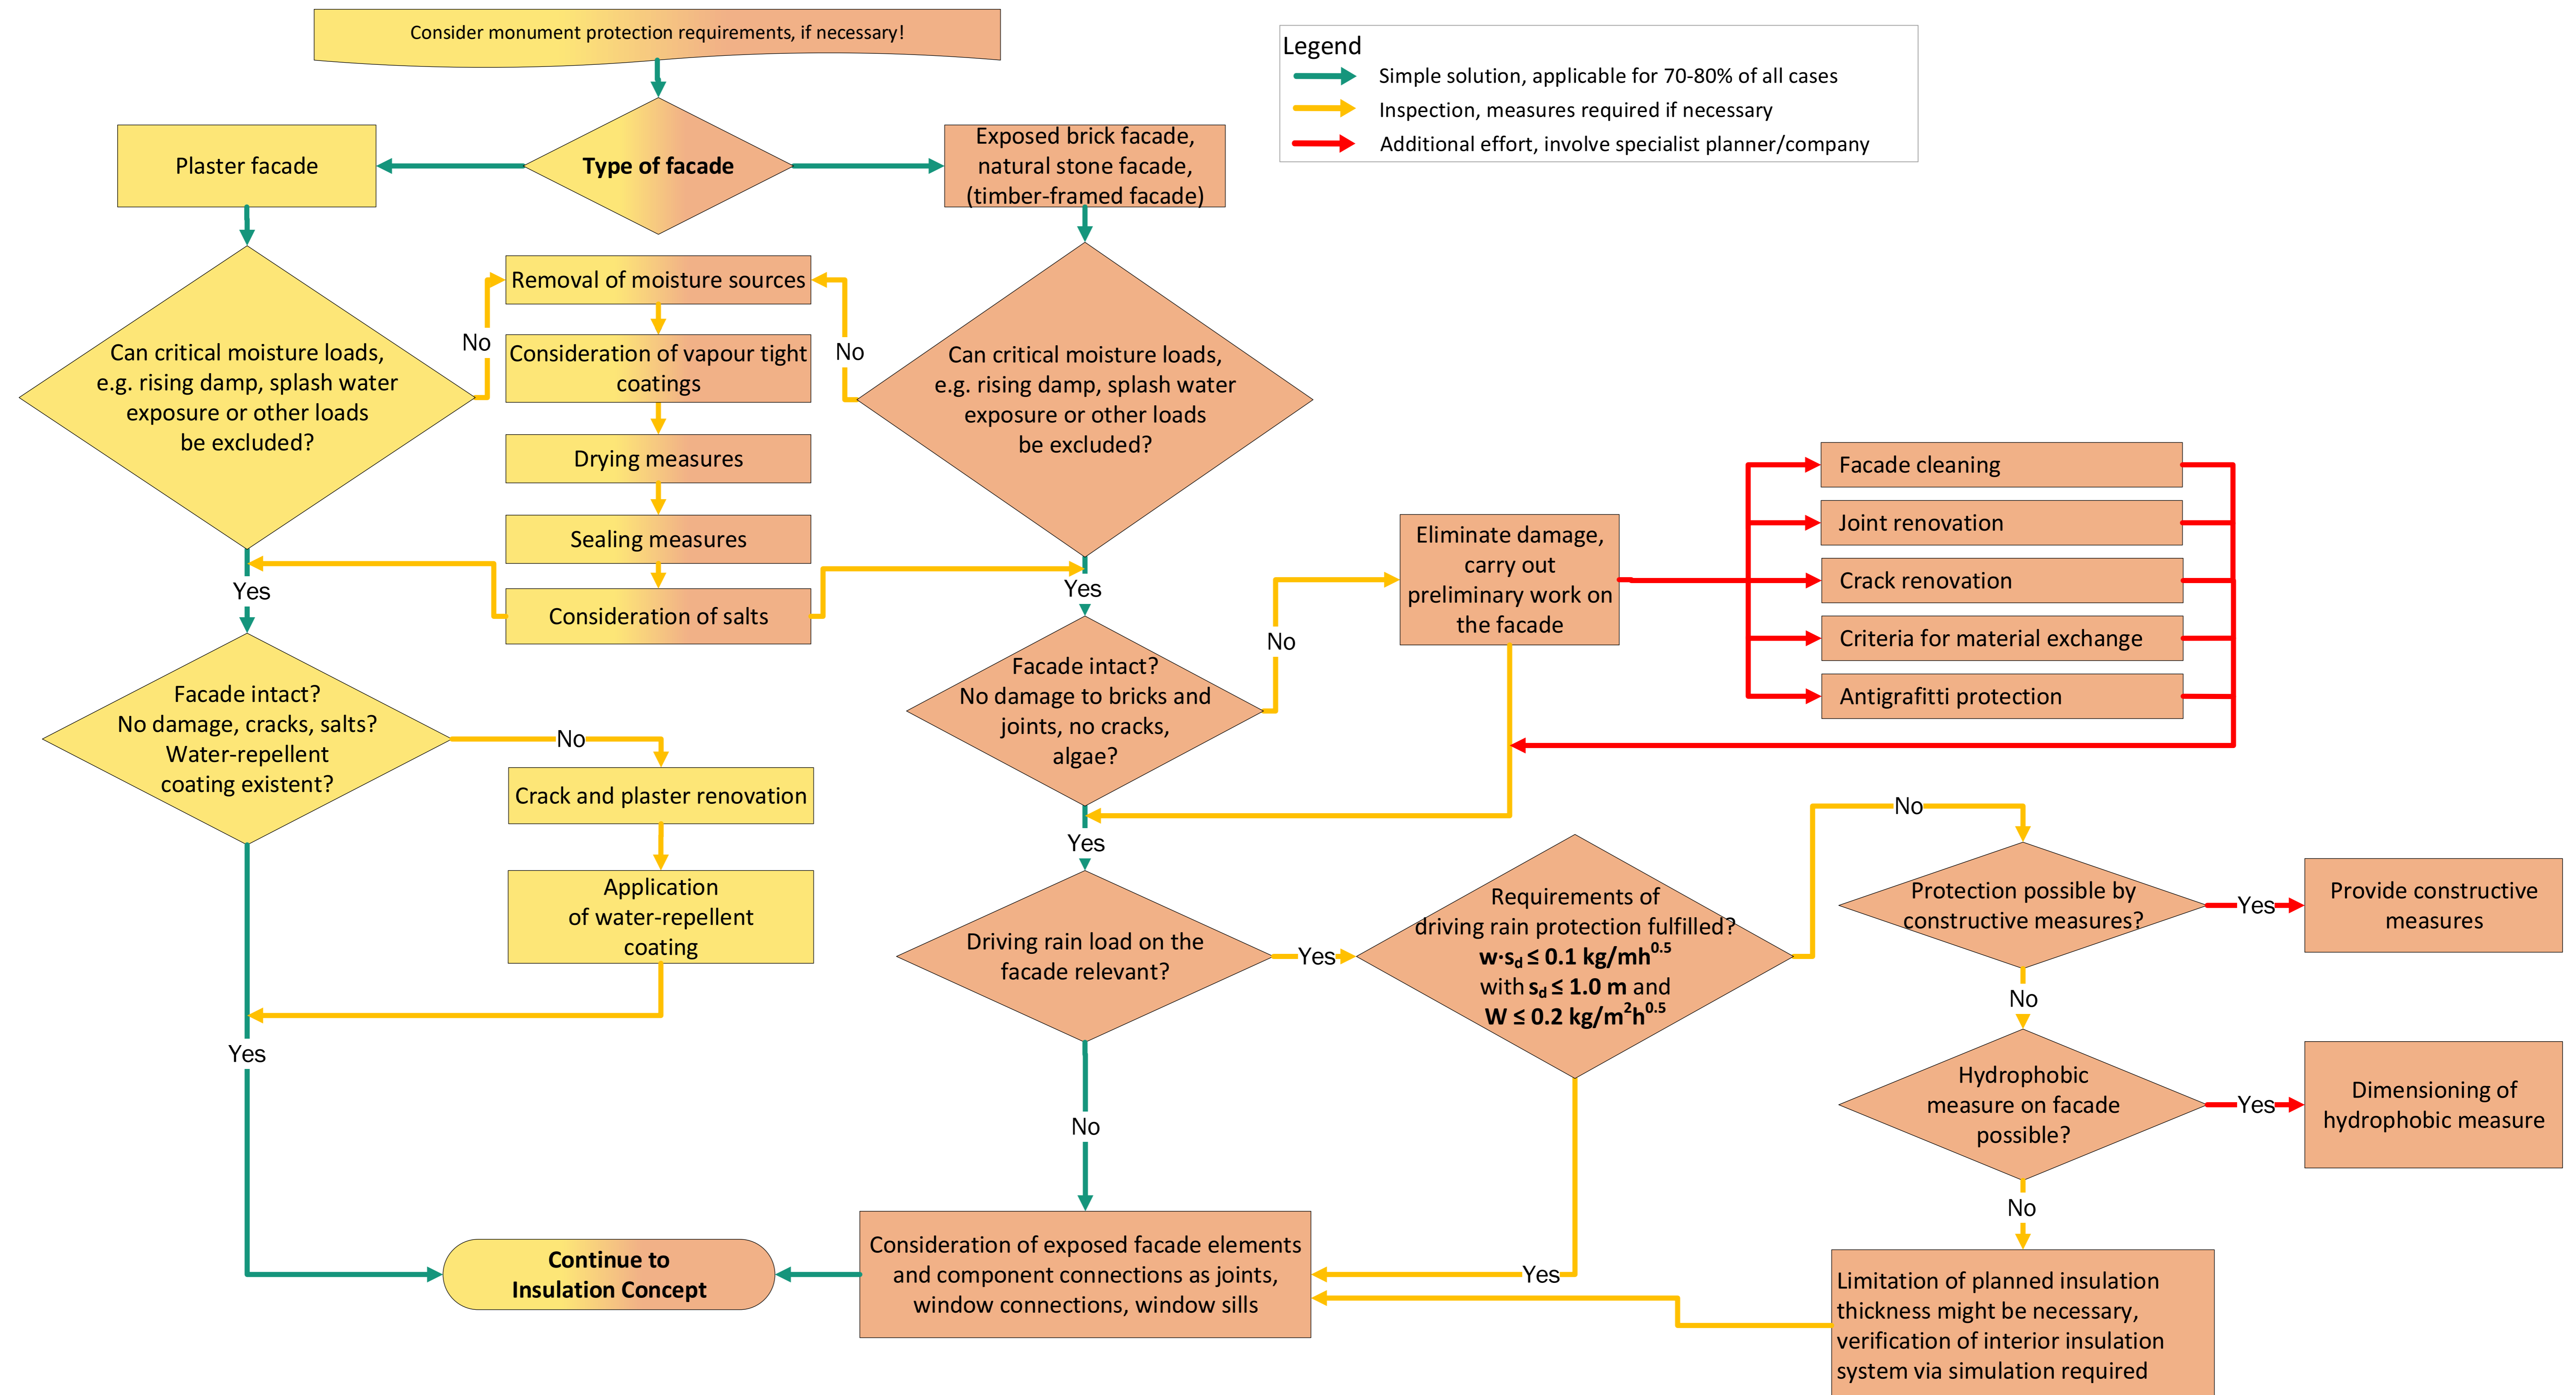 Consider monument protection requirements, if necessary!
Legend
Simple solution, applicable for 70-80% of all cases
Inspection, measures required if necessary
Additional effort, involve specialist planner/company
Plaster facade
Type of facade
Exposed brick facade,
natural stone facade,
(timber-framed facade)
Can critical moisture loads,
e.g. rising damp, splash water
exposure or other loads
be excluded?
No
Removal of moisture sources
Consideration of vapour tight
coatings
Drying measures
Sealing measures
Consideration of salts
No
Can critical moisture loads,
e.g. rising damp, splash water
exposure or other loads
be excluded?
Yes
Yes
Facade intact?
No damage, cracks, salts?
Water-repellent
coating existent?
No
Crack and plaster renovation
Application
of water-repellent
coating
Yes
Facade intact?
No damage to bricks and
joints, no cracks,
algae?
No
Eliminate damage,
carry out
preliminary work on
the facade
Facade cleaning
Joint renovation
Crack renovation
Criteria for material exchange
Antigrafitti protection
Yes
Driving rain load on the
facade relevant?
Yes
Requirements of
driving rain protection fulfilled?
w·sd ≤ 0.1 kg/mh0.5
with sd ≤ 1.0 m and
W ≤ 0.2 kg/m2h0.5
No
Protection possible by
constructive measures?
Yes
Provide constructive
measures
No
Hydrophobic
measure on facade
possible?
Yes
Dimensioning of
hydrophobic measure
No
No
Yes
Continue to
Insulation Concept
Consideration of exposed facade elements
and component connections as joints,
window connections, window sills
Limitation of planned insulation
thickness might be necessary,
verification of interior insulation
system via simulation required